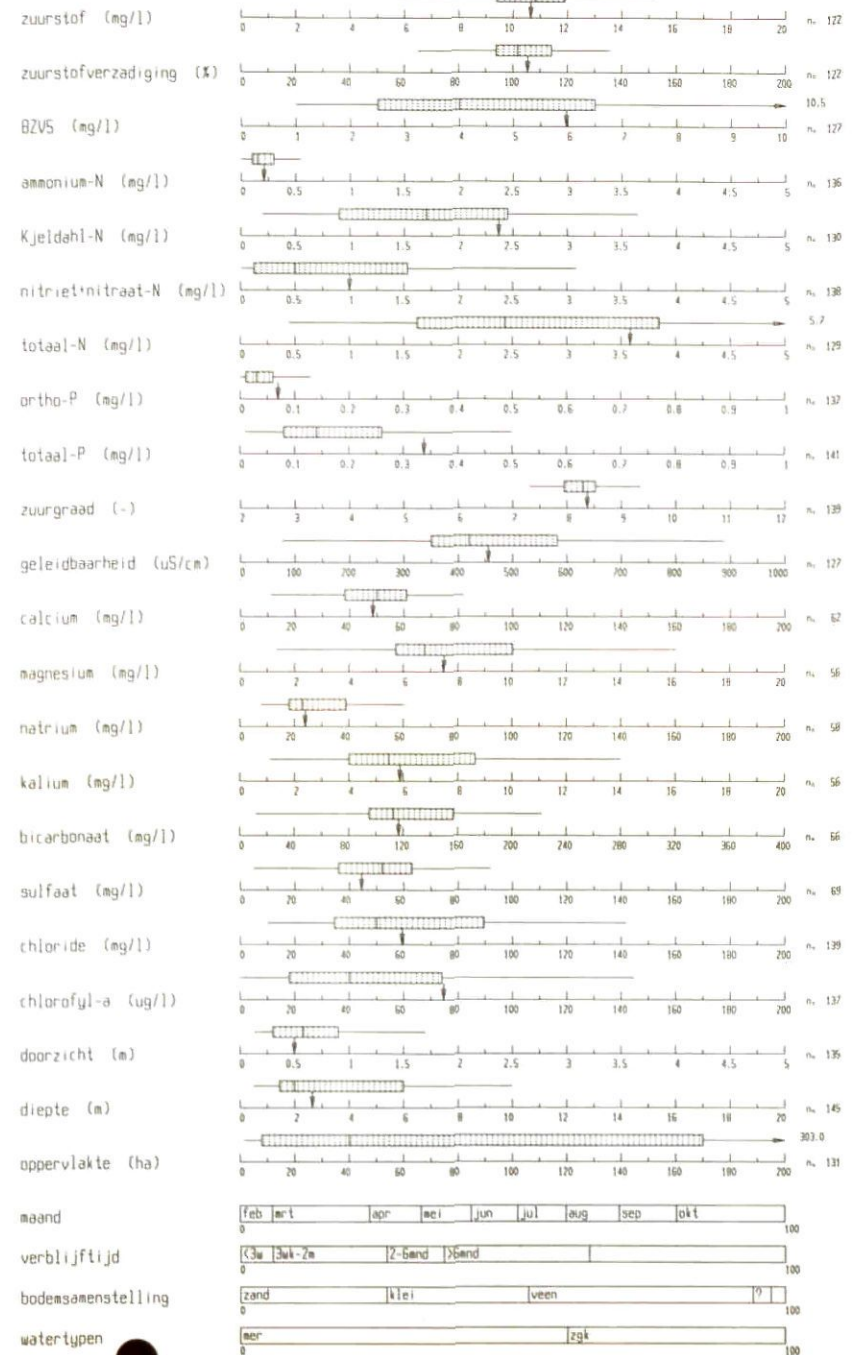 zuurstof (mg/l) 0 2 4 6 8 10 12 14 16 18 20 n= 122
zuurstofverzadiging (%) 0 20 40 60 80 100 120 140 160 180 200 n= 122
10.5
BZV5 (mg/l) 0 1 2 3 4 5 6 7 8 9 10 n= 127
ammonium-N (mg/l) 0 0.5 1 1.5 2 2.5 3 3.5 4 4.5 5 n= 136
Kjeldahl-N (mg/l) 0 0.5 1 1.5 2 2.5 3 3.5 4 4.5 5 n= 130
nitriet+nitraat-N (mg/l) 0 0.5 1 1.5 2 2.5 3 3.5 4 4.5 5 n= 138
5.7
totaal-N (mg/l) 0 0.5 1 1.5 2 2.5 3 3.5 4 4.5 5 n= 129
ortho-P (mg/l) 0 0.1 0.2 0.3 0.4 0.5 0.6 0.7 0.8 0.9 1 n= 137
totaal-P (mg/l) 0 0.1 0.2 0.3 0.4 0.5 0.6 0.7 0.8 0.9 1 n= 141
zuurgraad (-) 2 3 4 5 6 7 8 9 10 11 12 n= 139
geleidbaarheid (uS/cm) 0 100 200 300 400 500 600 700 800 900 1000 n= 127
calcium (mg/l) 0 20 40 60 80 100 120 140 160 180 200 n= 62
magnesium (mg/l) 0 2 4 6 8 10 12 14 16 18 20 n= 56
natrium (mg/l) 0 20 40 60 80 100 120 140 160 180 200 n= 58
kalium (mg/l) 0 2 4 6 8 10 12 14 16 18 20 n= 56
bicarbonaat (mg/l) 0 40 80 120 160 200 240 280 320 360 400 n= 66
sulfaat (mg/l) 0 20 40 60 80 100 120 140 160 180 200 n= 69
chloride (mg/l) 0 20 40 60 80 100 120 140 160 180 200 n= 139
chlorofyl-a (ug/l) 0 20 40 60 80 100 120 140 160 180 200 n= 137
doorzicht (m) 0 0.5 1 1.5 2 2.5 3 3.5 4 4.5 5 n= 135
diepte (m) 0 2 4 6 8 10 12 14 16 18 20 n= 145
303.0
oppervlakte (ha) 0 20 40 60 80 100 120 140 160 180 200 n= 131
maand feb mrt apr mei jun jul aug sep okt
0 100
verblijftijd <3w 3wk-2m 2-6mnd >6mnd
0 100
bodemsamenstelling zand klei veen ?
0 100
watertypen mer zgk
0 100